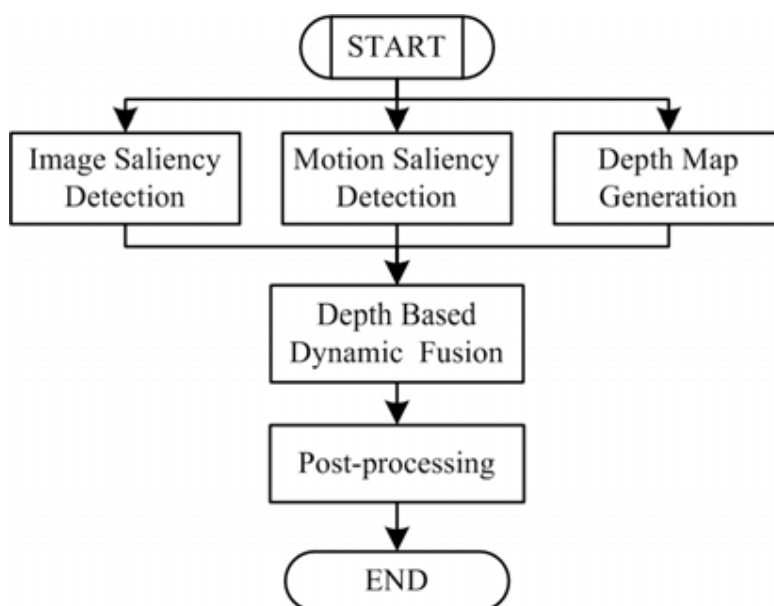 START
Image Saliency
Detection
Motion Saliency
Detection
Depth Map
Generation
Depth Based
Dynamic Fusion
Post-processing
END